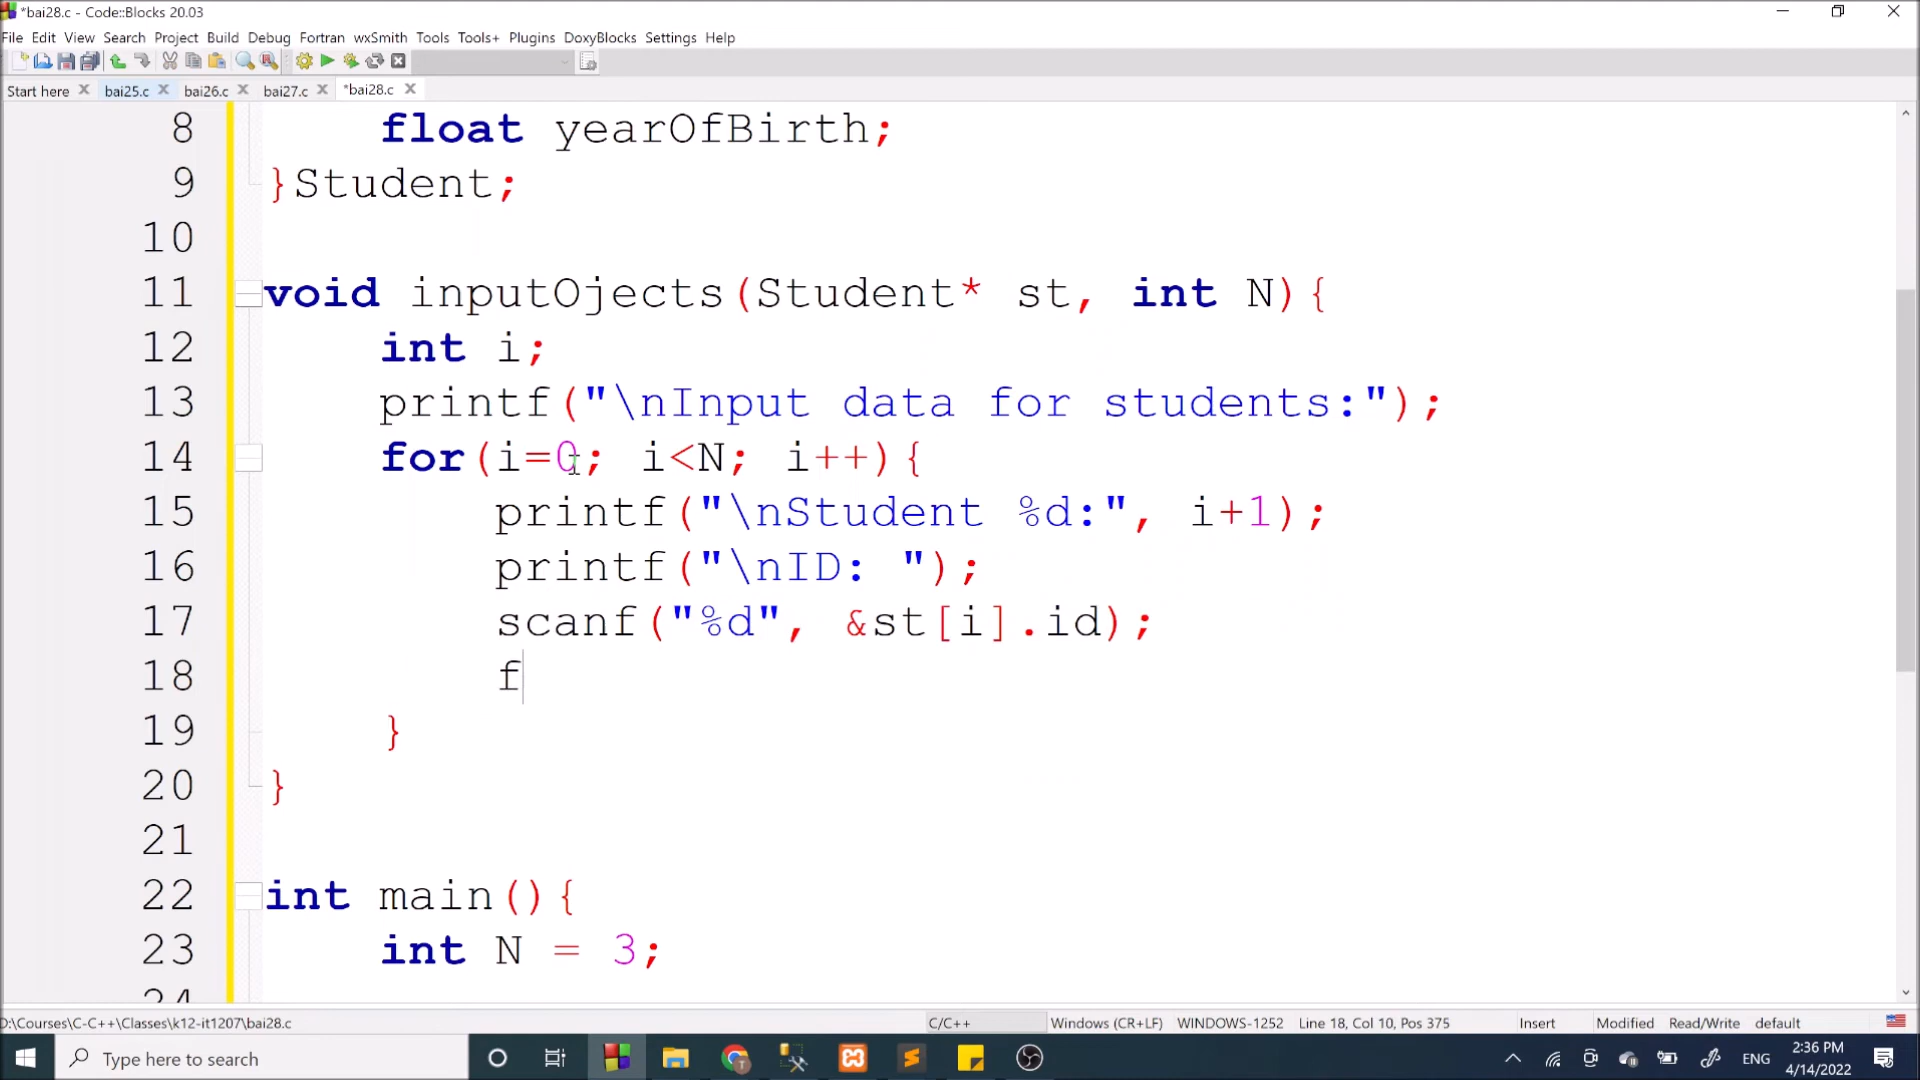 *bai28.c - Code::Blocks 20.03
File Edit View Search Project Build Debug Fortran wxSmith Tools Tools+ Plugins DoxyBlocks Settings Help
Start here bai25.c bai26.c bai27.c *bai28.c
8 float yearOfBirth;
9 }Student;
10
11 void inputOjects(Student* st, int N){
12 int i;
13 printf("\nInput data for students:");
14 for(i=0; i<N; i++){
15 printf("\nStudent %d:", i+1);
16 printf("\nID: ");
17 scanf("%d", &st[i].id);
18 f
19 }
20 }
21
22 int main(){
23 int N = 3;
24
D:\Courses\C-C++\Classes\k12-it1207\bai28.c C/C++ Windows (CR+LF) WINDOWS-1252 Line 18, Col 10, Pos 375 Insert Modified Read/Write default
Type here to search ENG 2:36 PM
4/14/2022